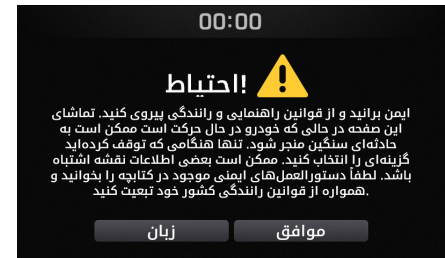 00:00
احتیاط!
ایمن برانید و از قوانین راهنمایی و رانندگی پیروی کنید. تماشای
این صفحه در حالی که خودرو در حال حرکت است ممکن است به
حادثه‌ای سنگین منجر شود. تنها هنگامی که توقف کرده‌اید
گزینه‌ای را انتخاب کنید. ممکن است بعضی اطلاعات نقشه اشتباه
باشد. لطفاً دستورالعمل‌های ایمنی موجود در کتابچه را بخوانید و
همواره از قوانین رانندگی کشور خود تبعیت کنید.
موافق
زبان